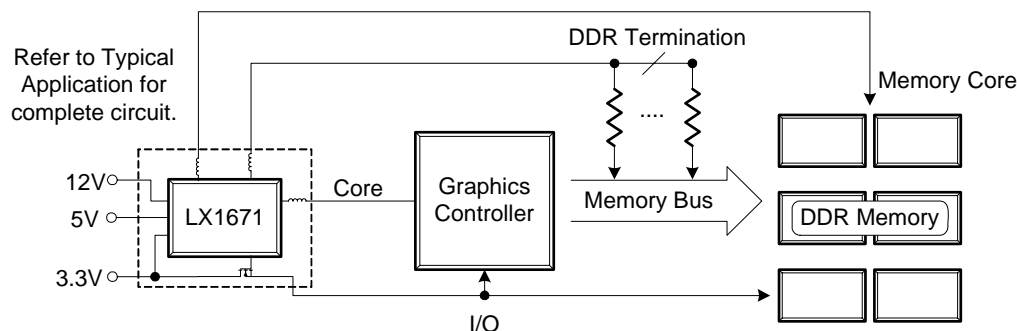 Refer to Typical
Application for
complete circuit.
DDR Termination
Memory Core
....
12V
5V
3.3V
LX1671
Core
Graphics
Controller
Memory Bus
DDR Memory
I/O